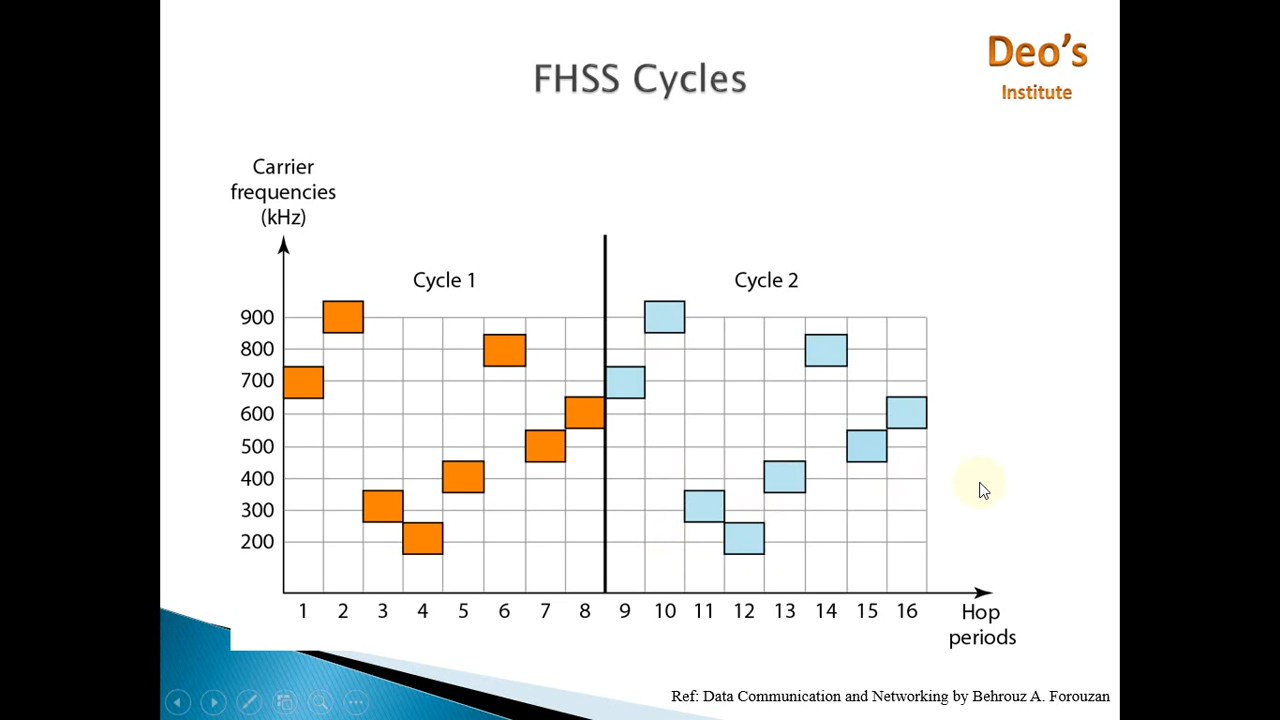 Deo's
Institute
FHSS Cycles
Carrier
frequencies
(kHz)
Cycle 1
Cycle 2
900
800
700
600
500
400
300
200
1 2 3 4 5 6 7 8 9 10 11 12 13 14 15 16
Hop
periods
Ref: Data Communication and Networking by Behrouz A. Forouzan